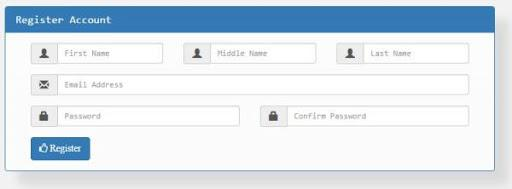 Register Account
First Name Middle Name Last Name
Email Address
Password Confirm Password
Register